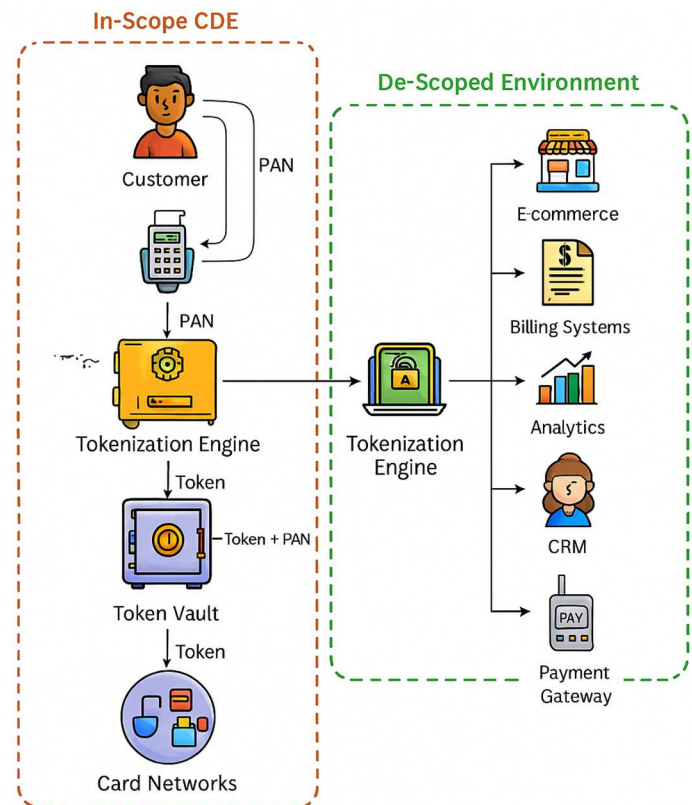 In-Scope CDE
Customer
PAN
PAN
Tokenization Engine
Token
Token + PAN
Token Vault
Token
Card Networks
De-Scoped Environment
E-commerce
$
Billing Systems
A
Tokenization
Engine
Analytics
CRM
PAY
Payment
Gateway